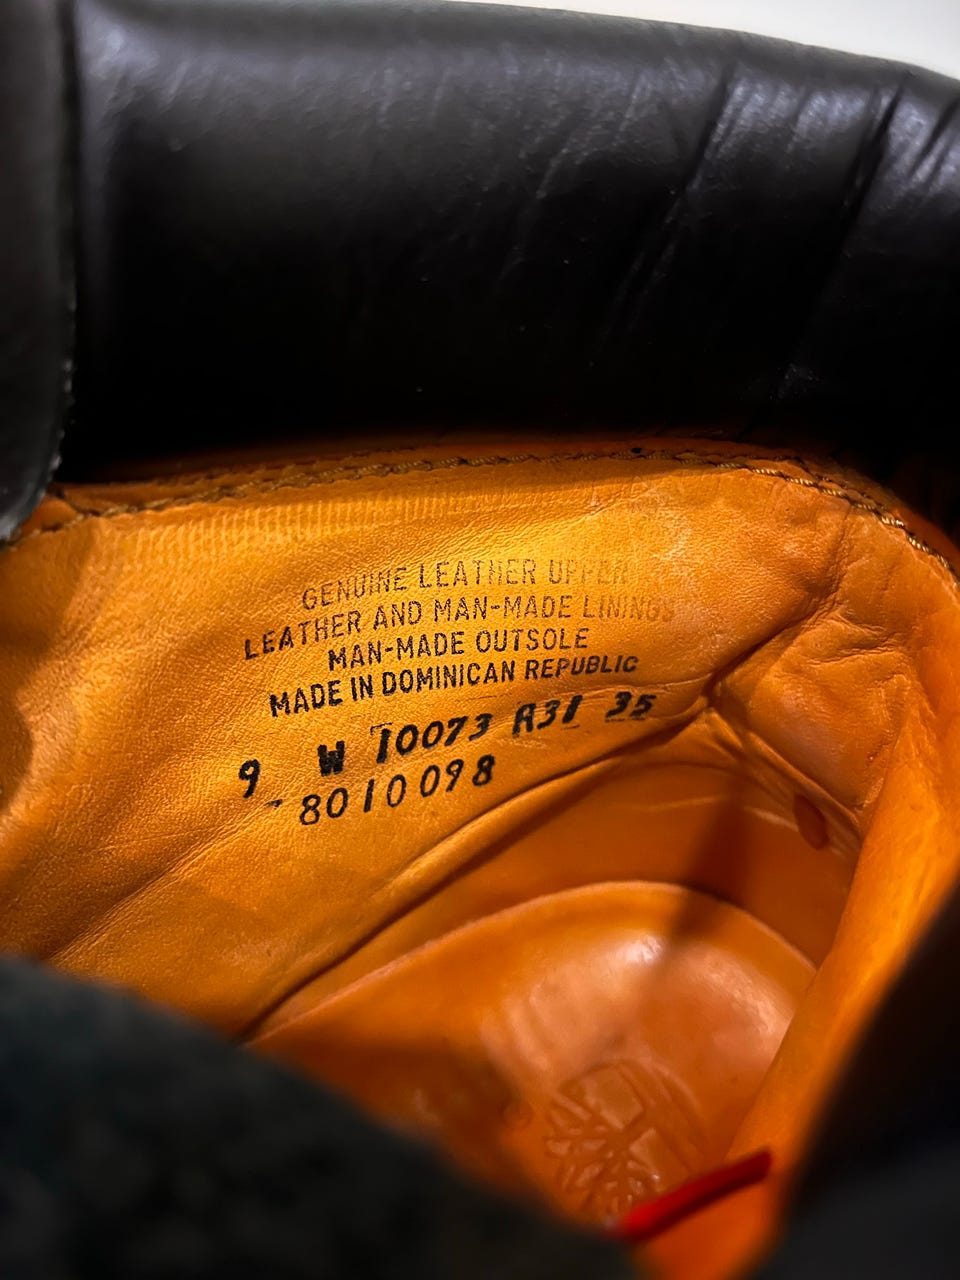 GENUINE LEATHER UPPER
LEATHER AND MAN-MADE LININGS
MAN-MADE OUTSOLE
MADE IN DOMINICAN REPUBLIC
9 W 10073 A31 35
8010098